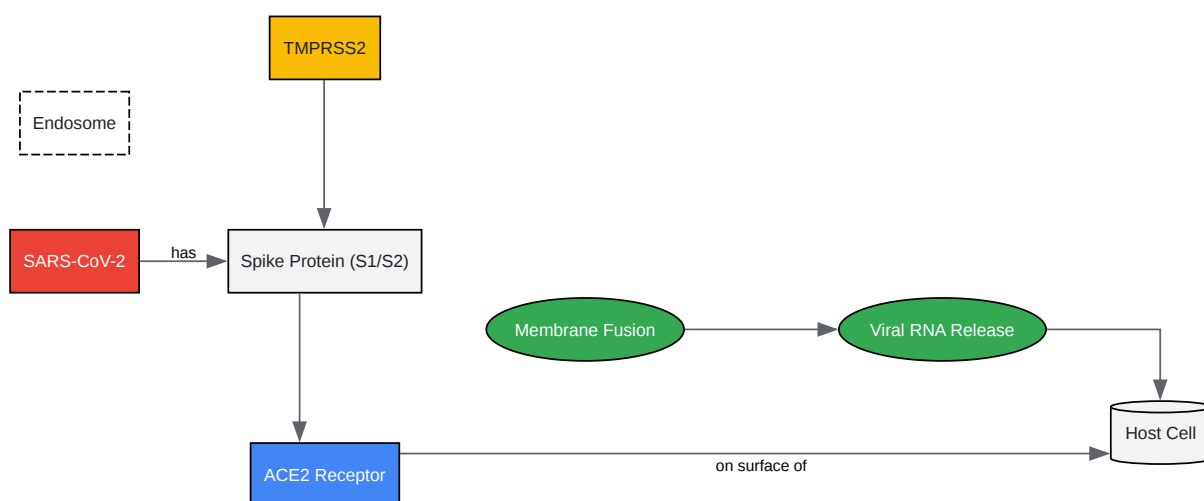 TMPRSS2
Endosome
SARS-CoV-2
has
Spike Protein (S1/S2)
Membrane Fusion
Viral RNA Release
Host Cell
ACE2 Receptor
on surface of